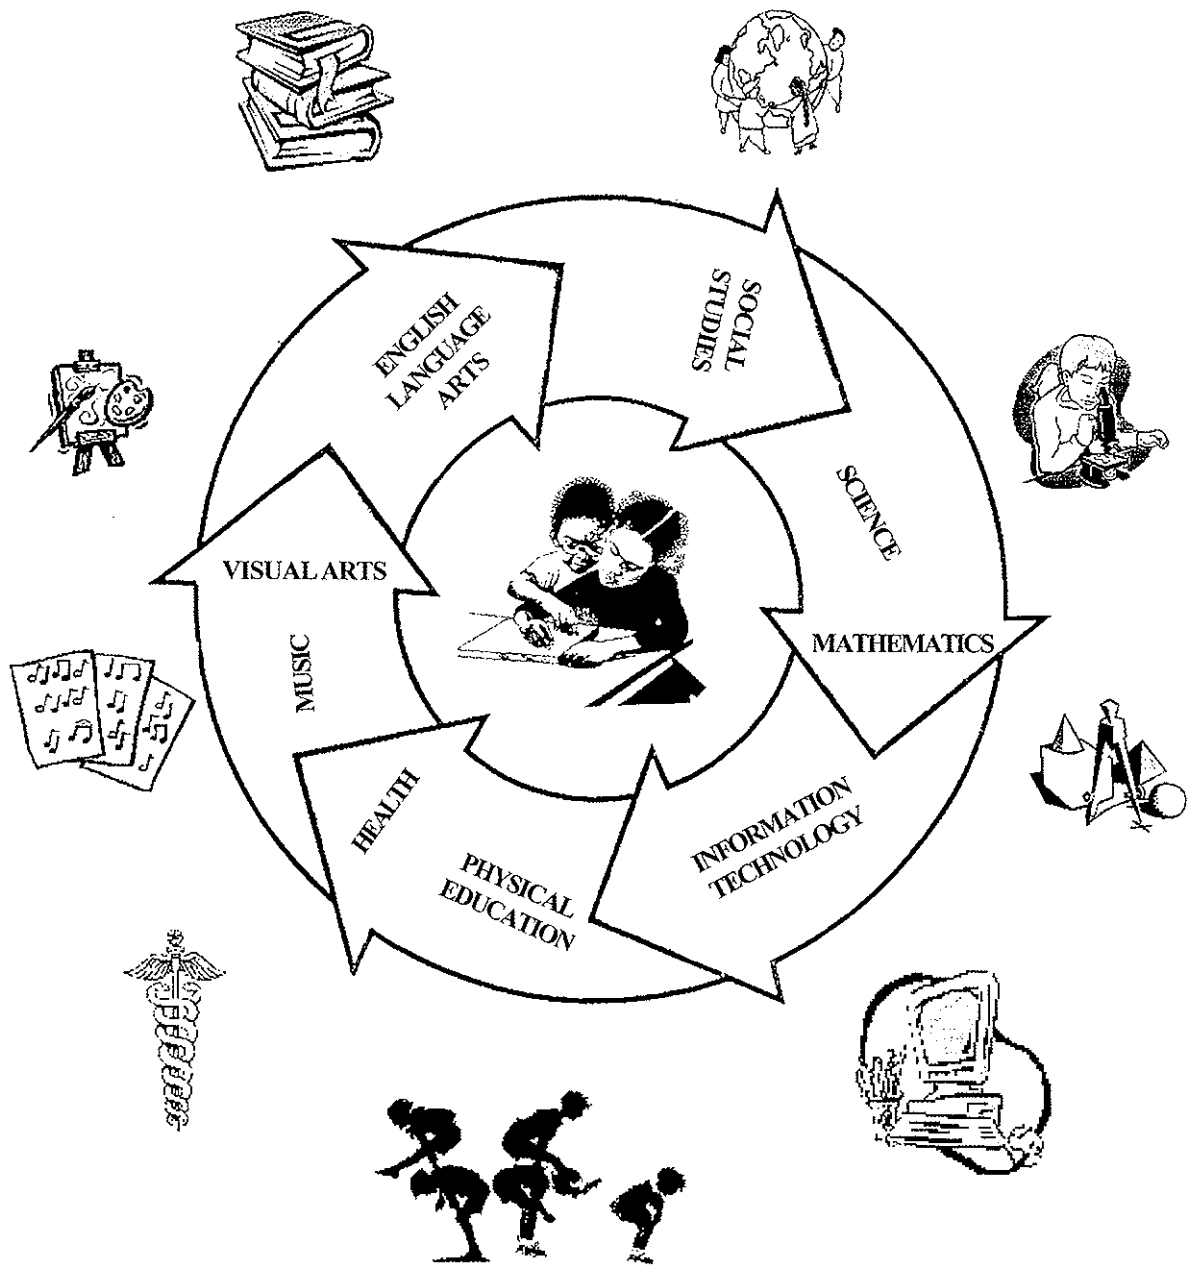 ENGLISH
LANGUAGE
ARTS
SOCIAL
STUDIES
SCIENCE
MATHEMATICS
INFORMATION
TECHNOLOGY
PHYSICAL
EDUCATION
HEALTH
MUSIC
VISUAL ARTS